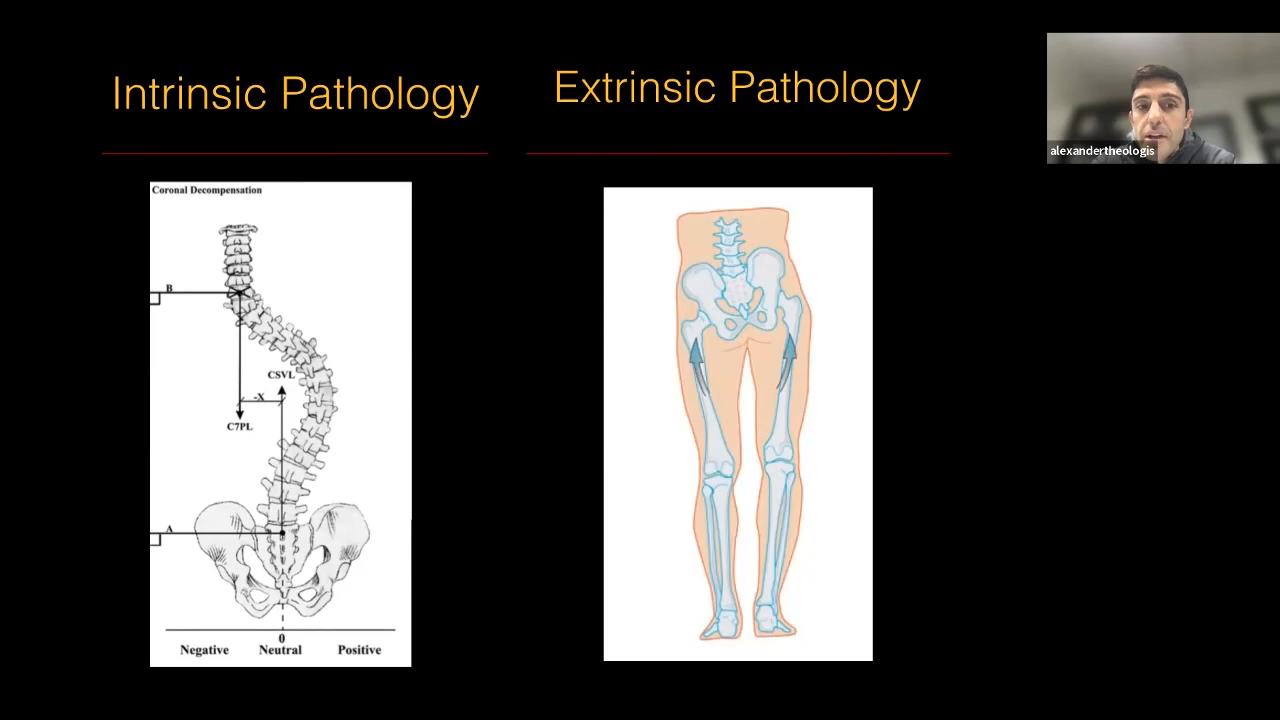 Intrinsic Pathology
Extrinsic Pathology
alexandertheologis
Coronal Decompensation
B
CSVL
-X
C7PL
A
0
Negative Neutral Positive